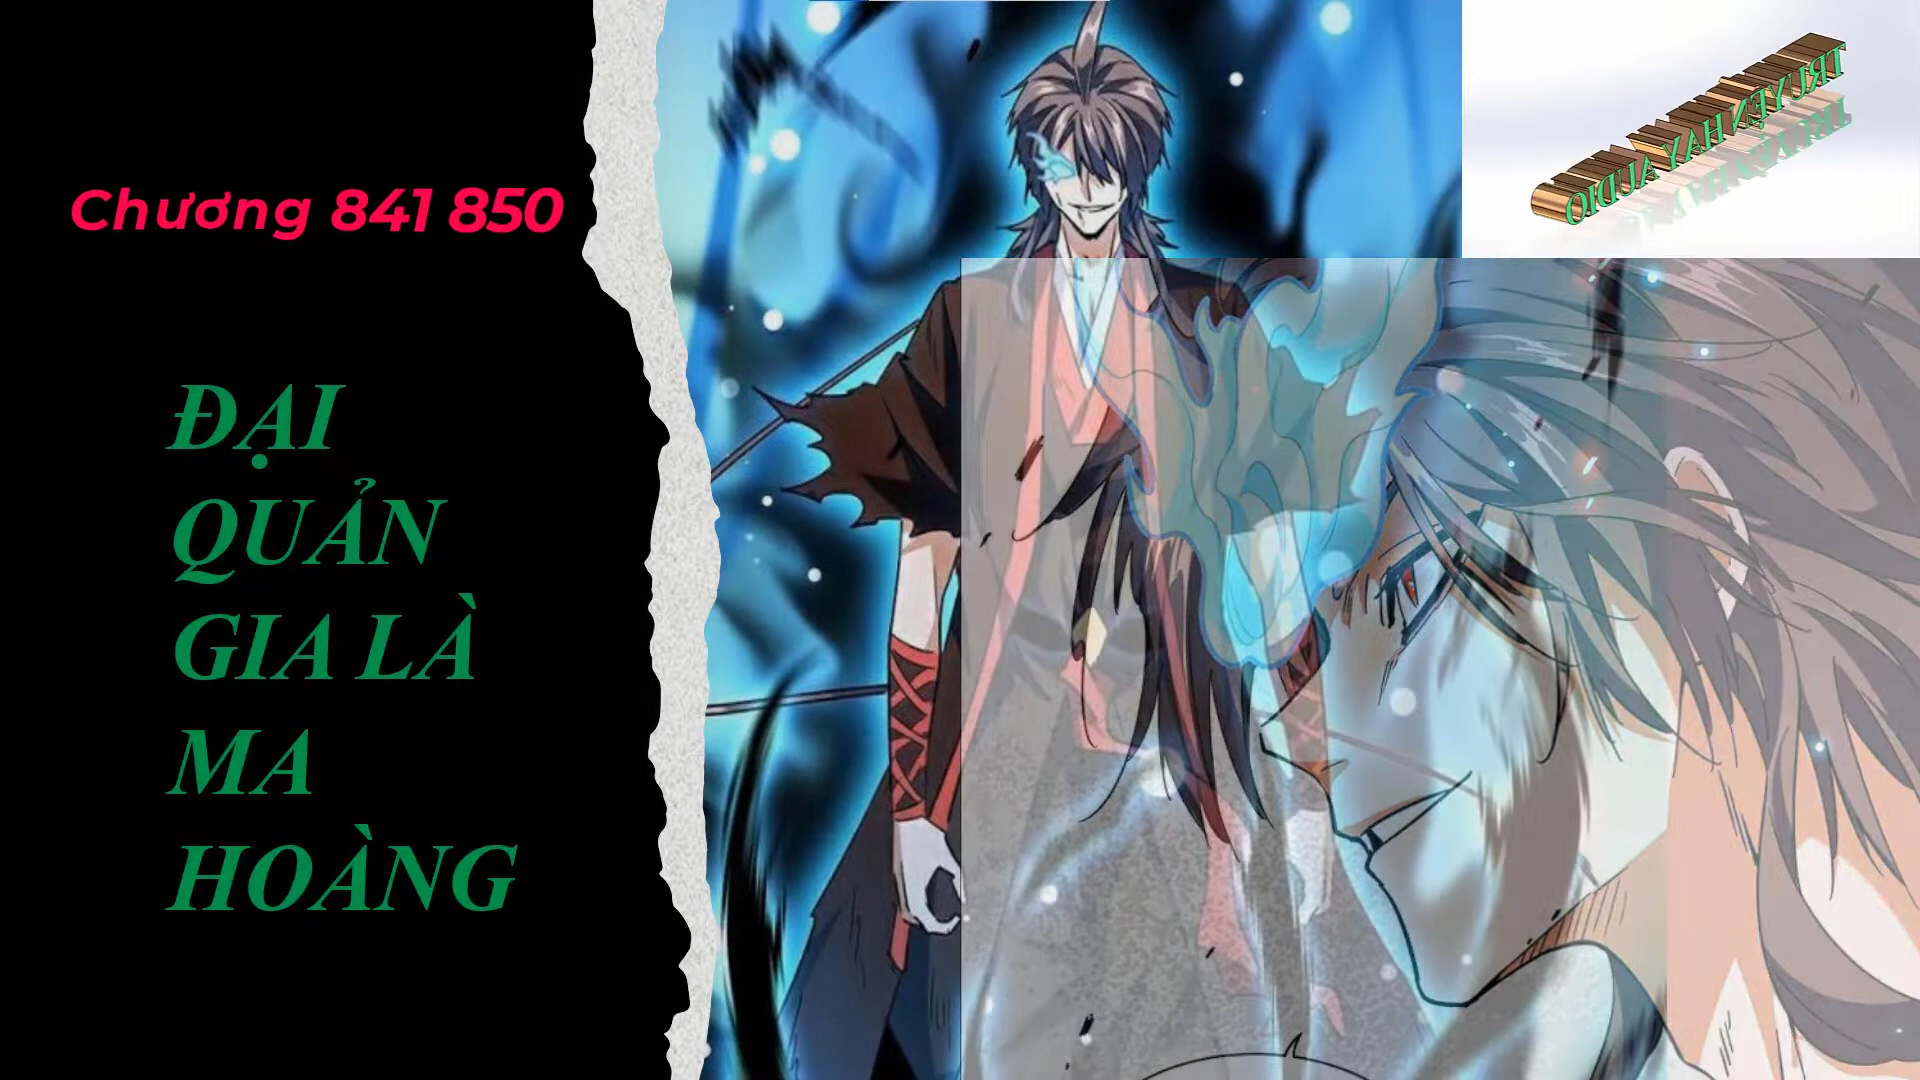 Chương 841 850
ĐẠI
QUẢN
GIA LÀ
MA
HOÀNG
TRUYỆN HAY AUDIO